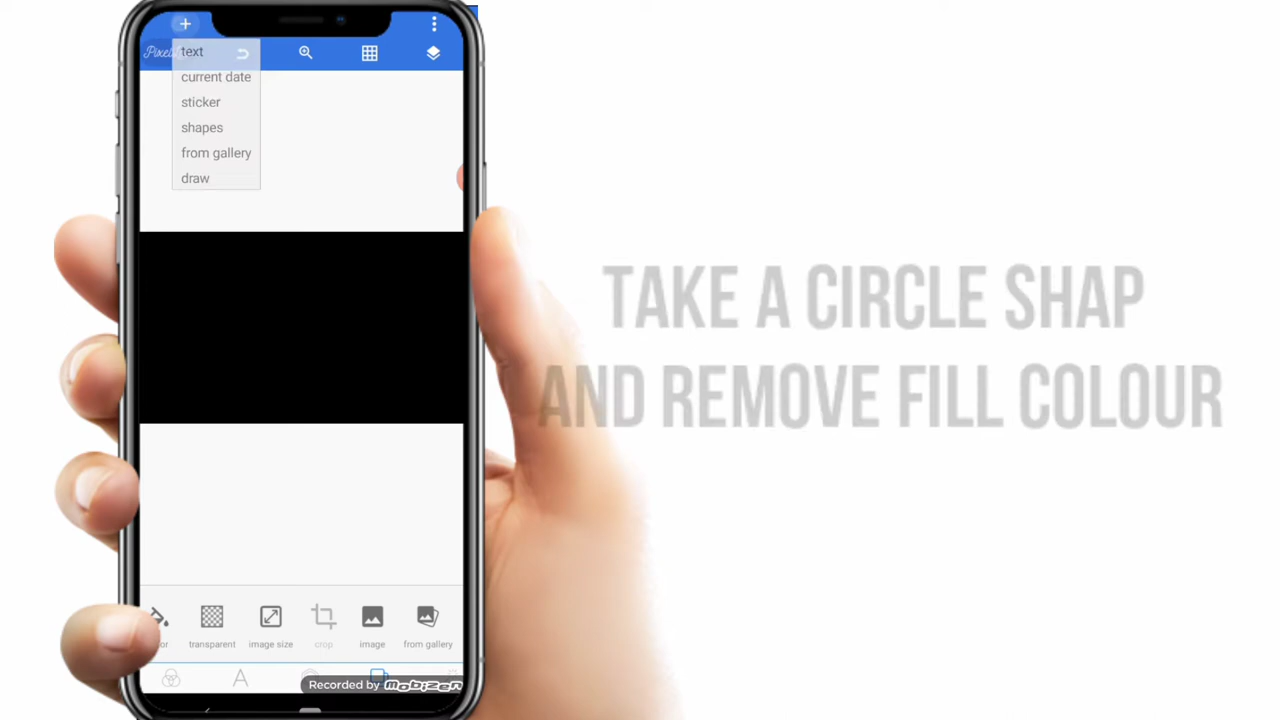 text
current date
sticker
shapes
from gallery
draw
TAKE A CIRCLE SHAP
AND REMOVE FILL COLOUR
transparent
image size
crop
image
from gallery
Recorded by MOBIZEN